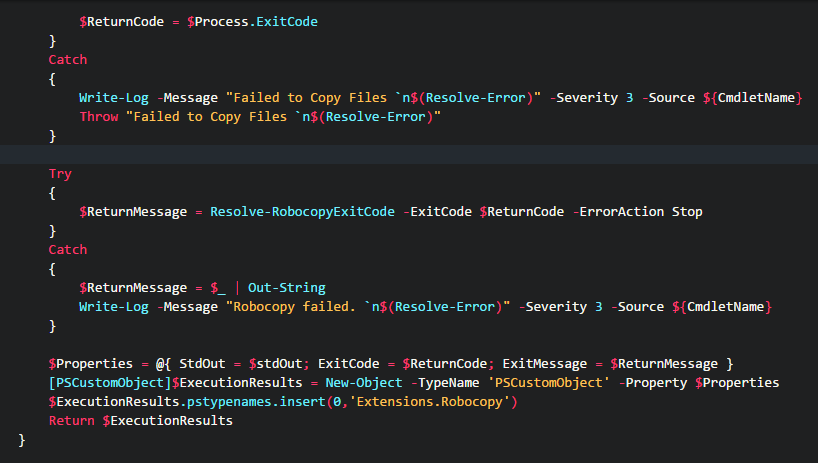 $ReturnCode = $Process.ExitCode
}
Catch
{
Write-Log -Message "Failed to Copy Files `n$(Resolve-Error)" -Severity 3 -Source ${CmdletName}
Throw "Failed to Copy Files `n$(Resolve-Error)"
}
Try
{
$ReturnMessage = Resolve-RobocopyExitCode -ExitCode $ReturnCode -ErrorAction Stop
}
Catch
{
$ReturnMessage = $_ | Out-String
Write-Log -Message "Robocopy failed. `n$(Resolve-Error)" -Severity 3 -Source ${CmdletName}
}
$Properties = @{ StdOut = $stdOut; ExitCode = $ReturnCode; ExitMessage = $ReturnMessage }
[PSCustomObject]$ExecutionResults = New-Object -TypeName 'PSCustomObject' -Property $Properties
$ExecutionResults.pstypenames.insert(0,'Extensions.Robocopy')
Return $ExecutionResults
}